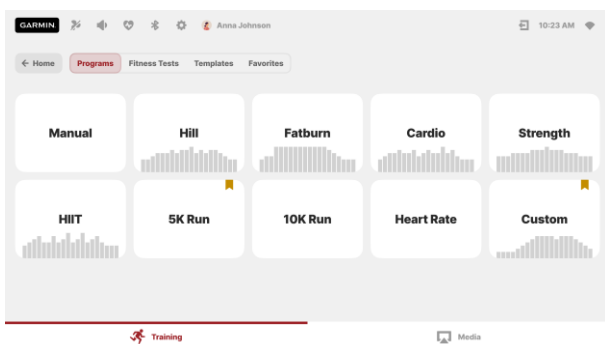 GARMIN Anna Johnson 10:23 AM
← Home Programs Fitness Tests Templates Favorites
Manual Hill Fatburn Cardio Strength
HIIT 5K Run 10K Run Heart Rate Custom
Training Media